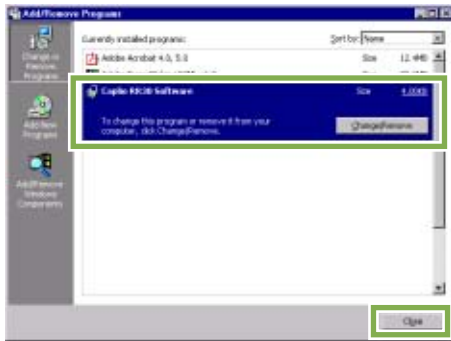 Add/Remove Programs
Currently installed programs:
Sort by: Name
Change or
Remove
Programs
Adobe Acrobat 4.0, 5.0
Size
Caplio RR30 Software
Size
To change this program or remove it from your
computer, click Change/Remove.
Change/Remove
Add New
Programs
Add/Remove
Windows
Components
Close